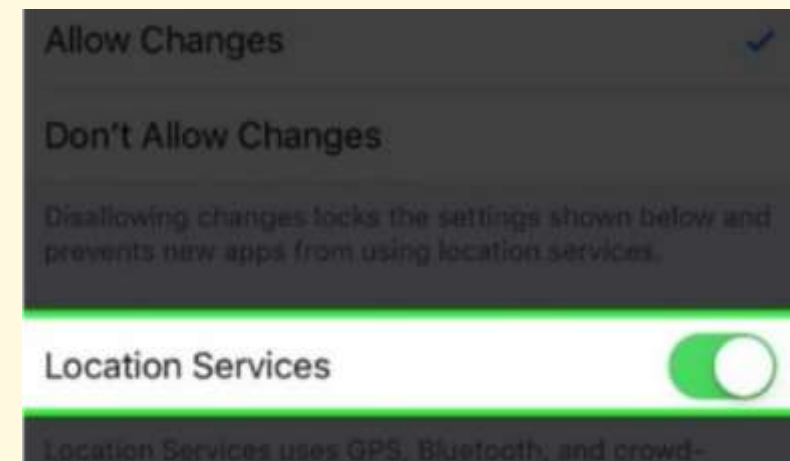 Allow Changes
Don't Allow Changes
Disallowing changes locks the settings shown below and
prevents new apps from using location services.
Location Services
Location Services uses GPS, Bluetooth, and crowd-